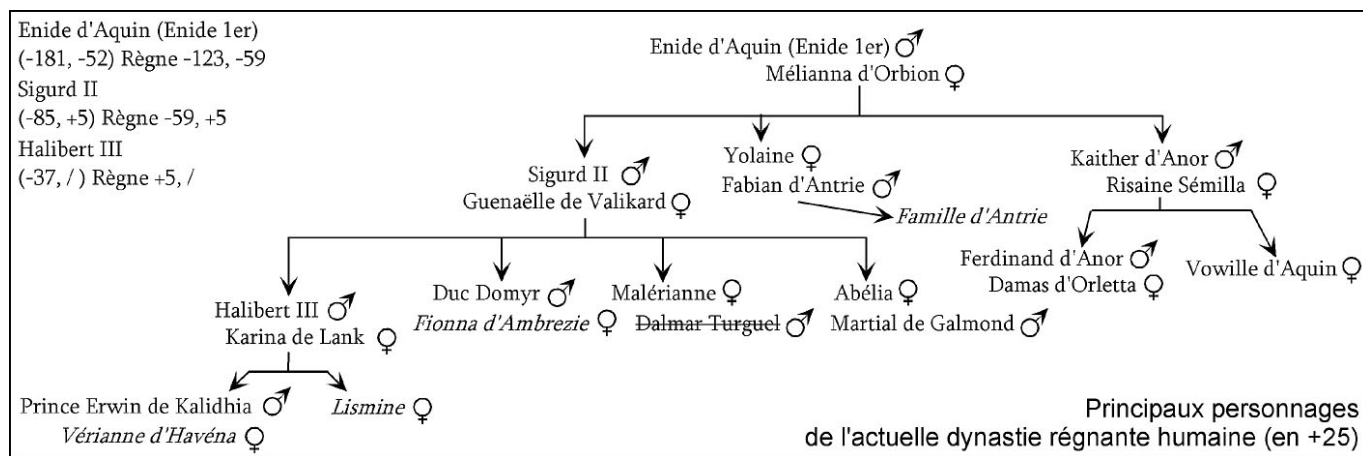 Enide d'Aquin (Enide 1er)
(-181, -52) Règne -123, -59
Sigurd II
(-85, +5) Règne -59, +5
Halibert III
(-37, / ) Règne +5, /
Enide d'Aquin (Enide 1er) ♂
Mélianna d'Orbion ♀
Sigurd II ♂
Guenaëlle de Valikard ♀
Yolaine ♀
Fabian d'Antrie ♂
Famille d'Antrie
Kaither d'Anor ♂
Risaine Sémilla ♀
Halibert III ♂
Karina de Lank ♀
Duc Domyr ♂
Fionna d'Ambrezie ♀
Malérianne ♀
Dalmar Turguel ♂
Abélia ♀
Martial de Galmond ♂
Ferdinand d'Anor ♂
Damas d'Orletta ♀
Vowille d'Aquin ♀
Prince Erwin de Kalidhia ♂
Vérianne d'Havéna ♀
Lismine ♀
Principaux personnages
de l'actuelle dynastie régnante humaine (en +25)